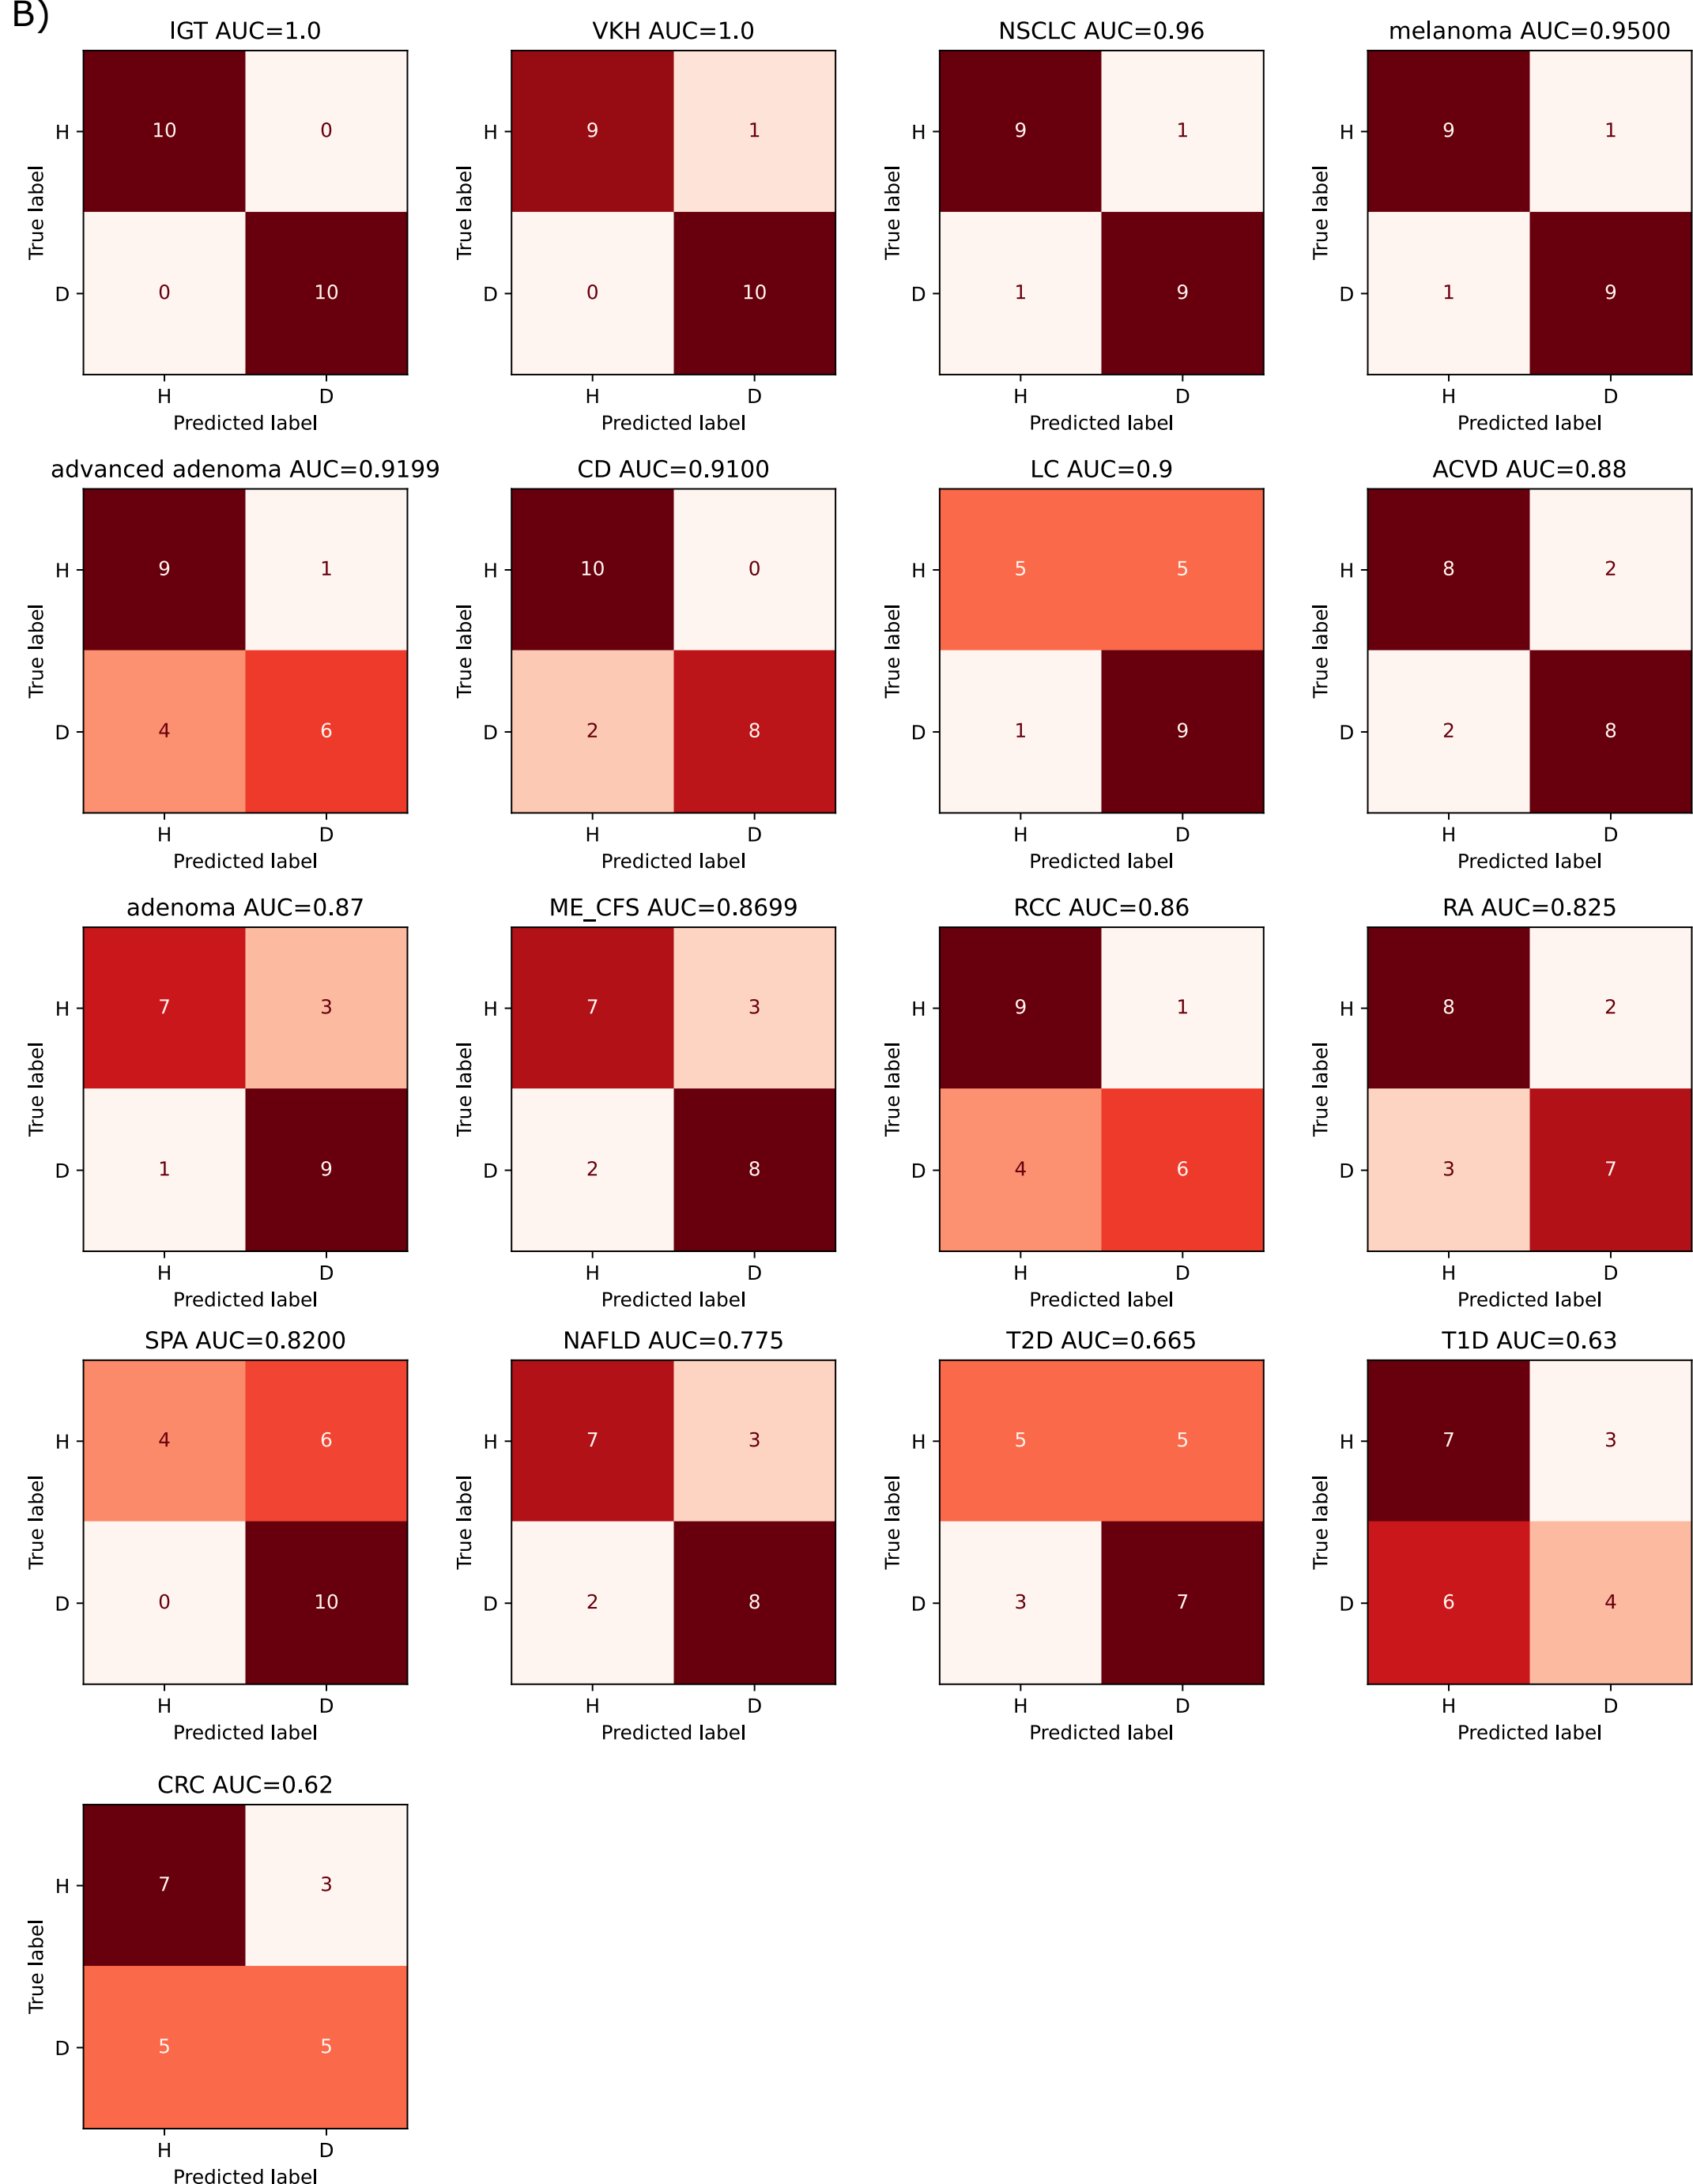 B)
IGT AUC=1.0
VKH AUC=1.0
NSCLC AUC=0.96
melanoma AUC=0.9500
True label
H
10
0
D
0
10
H
D
Predicted label
True label
H
9
1
D
0
10
H
D
Predicted label
True label
H
9
1
D
1
9
H
D
Predicted label
True label
H
9
1
D
1
9
H
D
Predicted label
advanced adenoma AUC=0.9199
CD AUC=0.9100
LC AUC=0.9
ACVD AUC=0.88
True label
H
9
1
D
4
6
H
D
Predicted label
True label
H
10
0
D
2
8
H
D
Predicted label
True label
H
5
5
D
1
9
H
D
Predicted label
True label
H
8
2
D
2
8
H
D
Predicted label
adenoma AUC=0.87
ME_CFS AUC=0.8699
RCC AUC=0.86
RA AUC=0.825
True label
H
7
3
D
1
9
H
D
Predicted label
True label
H
7
3
D
2
8
H
D
Predicted label
True label
H
9
1
D
4
6
H
D
Predicted label
True label
H
8
2
D
3
7
H
D
Predicted label
SPA AUC=0.8200
NAFLD AUC=0.775
T2D AUC=0.665
T1D AUC=0.63
True label
H
4
6
D
0
10
H
D
Predicted label
True label
H
7
3
D
2
8
H
D
Predicted label
True label
H
5
5
D
3
7
H
D
Predicted label
True label
H
7
3
D
6
4
H
D
Predicted label
CRC AUC=0.62
True label
H
7
3
D
5
5
H
D
Predicted label